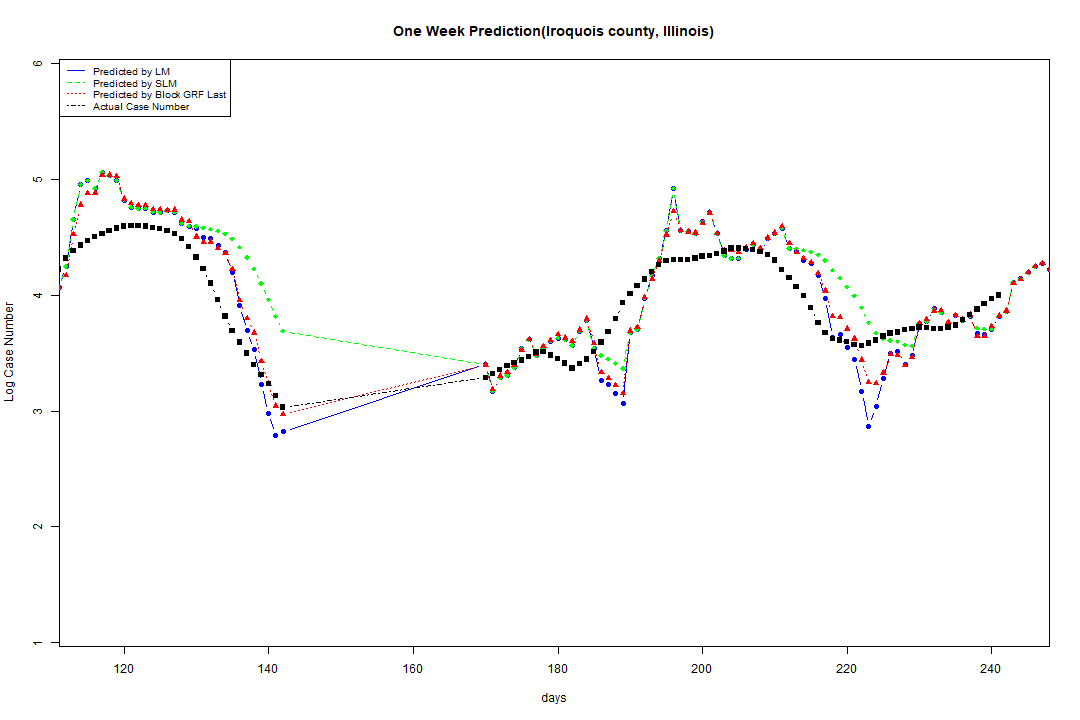 One Week Prediction(Iroquois county, Illinois)
Predicted by LM
Predicted by SLM
Predicted by Block GRF Last
Actual Case Number
Log Case Number
6
5
4
3
2
1
120 140 160 180 200 220 240
days